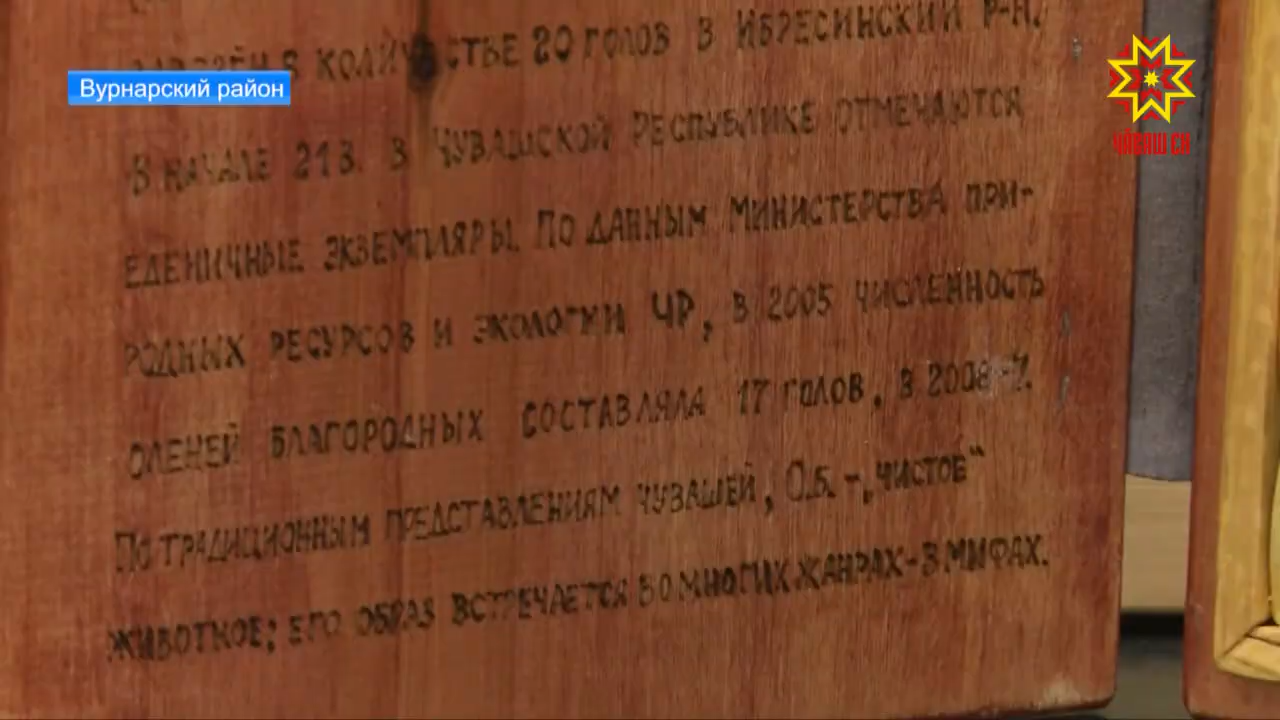 Вурнарский район
ЧӐВАШ ЕН
В КОЛИЧЕСТВЕ 20 ГОЛОВ В ИБРЕСИНСКИЙ Р-Н.
В НАЧАЛЕ 21 В. В ЧУВАШСКОЙ РЕСПУБЛИКЕ ОТМЕЧАЮТСЯ
ЕДЕНИЧНЫЕ ЭКЗЕМПЛЯРЫ. ПО ДАННЫМ МИНИСТЕРСТВА ПРИ-
РОДНЫХ РЕСУРСОВ И ЭКОЛОГИИ ЧР, В 2005 ЧИСЛЕННОСТЬ
ОЛЕНЕЙ БЛАГОРОДНЫХ СОСТАВЛЯЛА 17 ГОЛОВ, В 2008-7.
ПО ТРАДИЦИОННЫМ ПРЕДСТАВЛЕНИЯМ ЧУВАШЕЙ, О.Б. - „ЧИСТОЕ"
ЖИВОТНОЕ; ЕГО ОБРАЗ ВСТРЕЧАЕТСЯ ВО МНОГИХ ЖАНРАХ - В МИФАХ.